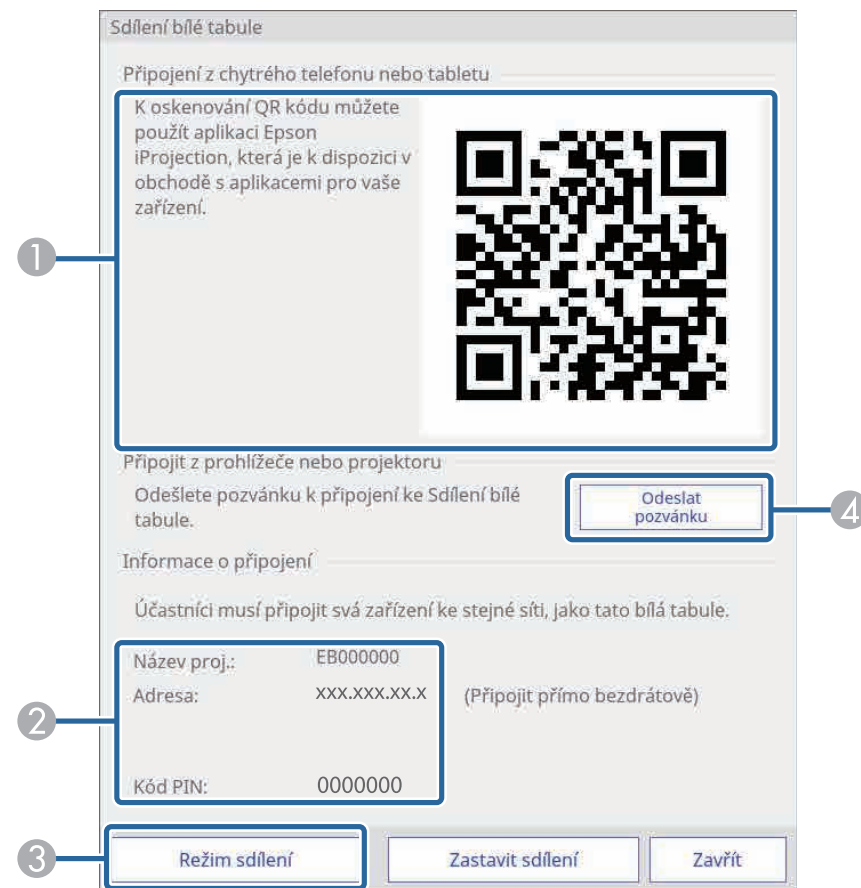 Sdílení bílé tabule
Připojení z chytrého telefonu nebo tabletu
K oskenování QR kódu můžete
použít aplikaci Epson
iProjection, která je k dispozici v
obchodě s aplikacemi pro vaše
zařízení.
1
Připojit z prohlížeče nebo projektoru
Odešlete pozvánku k připojení ke Sdílení bílé
tabule.
Odeslat
pozvánku
4
Informace o připojení
Účastníci musí připojit svá zařízení ke stejné síti, jako tato bílá tabule.
Název proj.: EB000000
Adresa: xxx.xxx.xx.x (Připojit přímo bezdrátově)
2
Kód PIN: 0000000
3
Režim sdílení Zastavit sdílení Zavřít